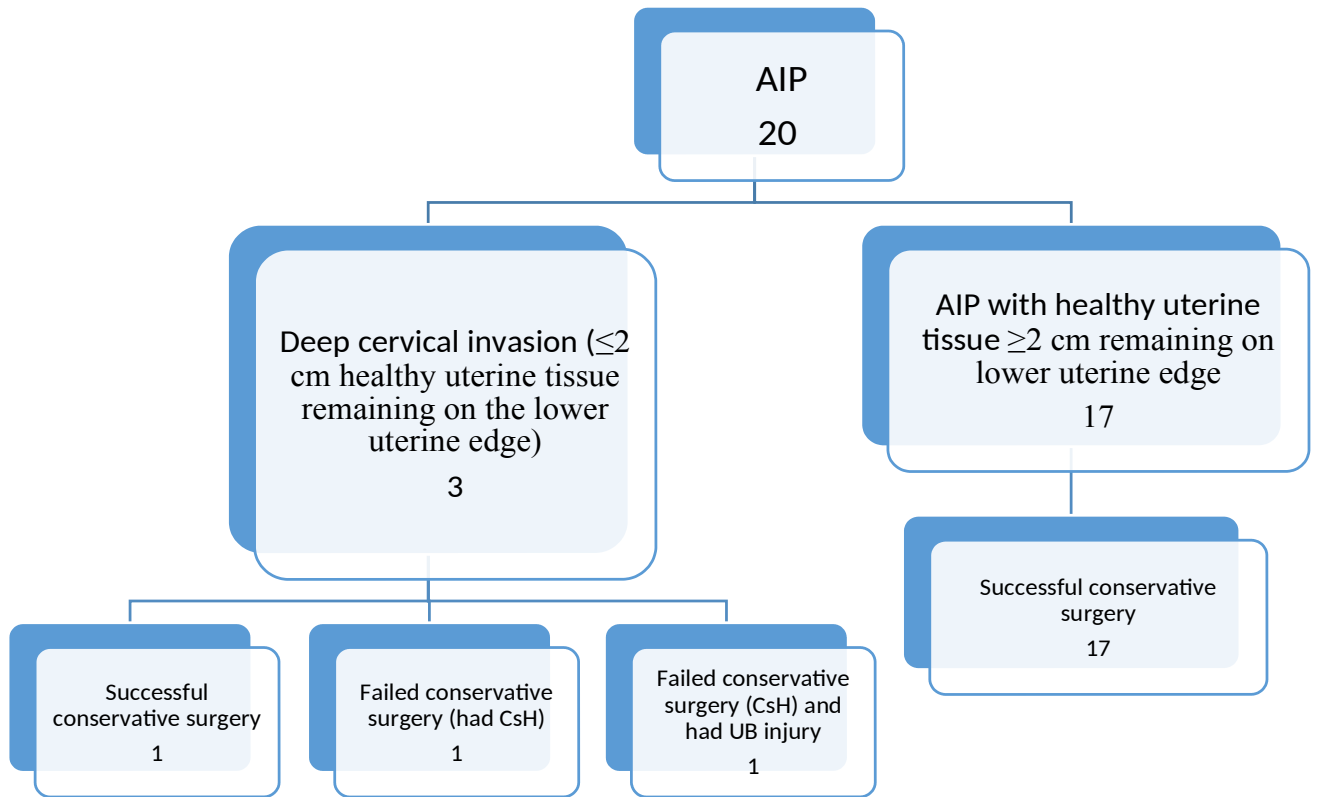 AIP
20
Deep cervical invasion (≤2
cm healthy uterine tissue
remaining on the lower
uterine edge)
3
AIP with healthy uterine
tissue ≥2 cm remaining on
lower uterine edge
17
Successful conservative
surgery
17
Successful
conservative surgery
1
Failed conservative
surgery (had CsH)
1
Failed conservative
surgery (CsH) and
had UB injury
1